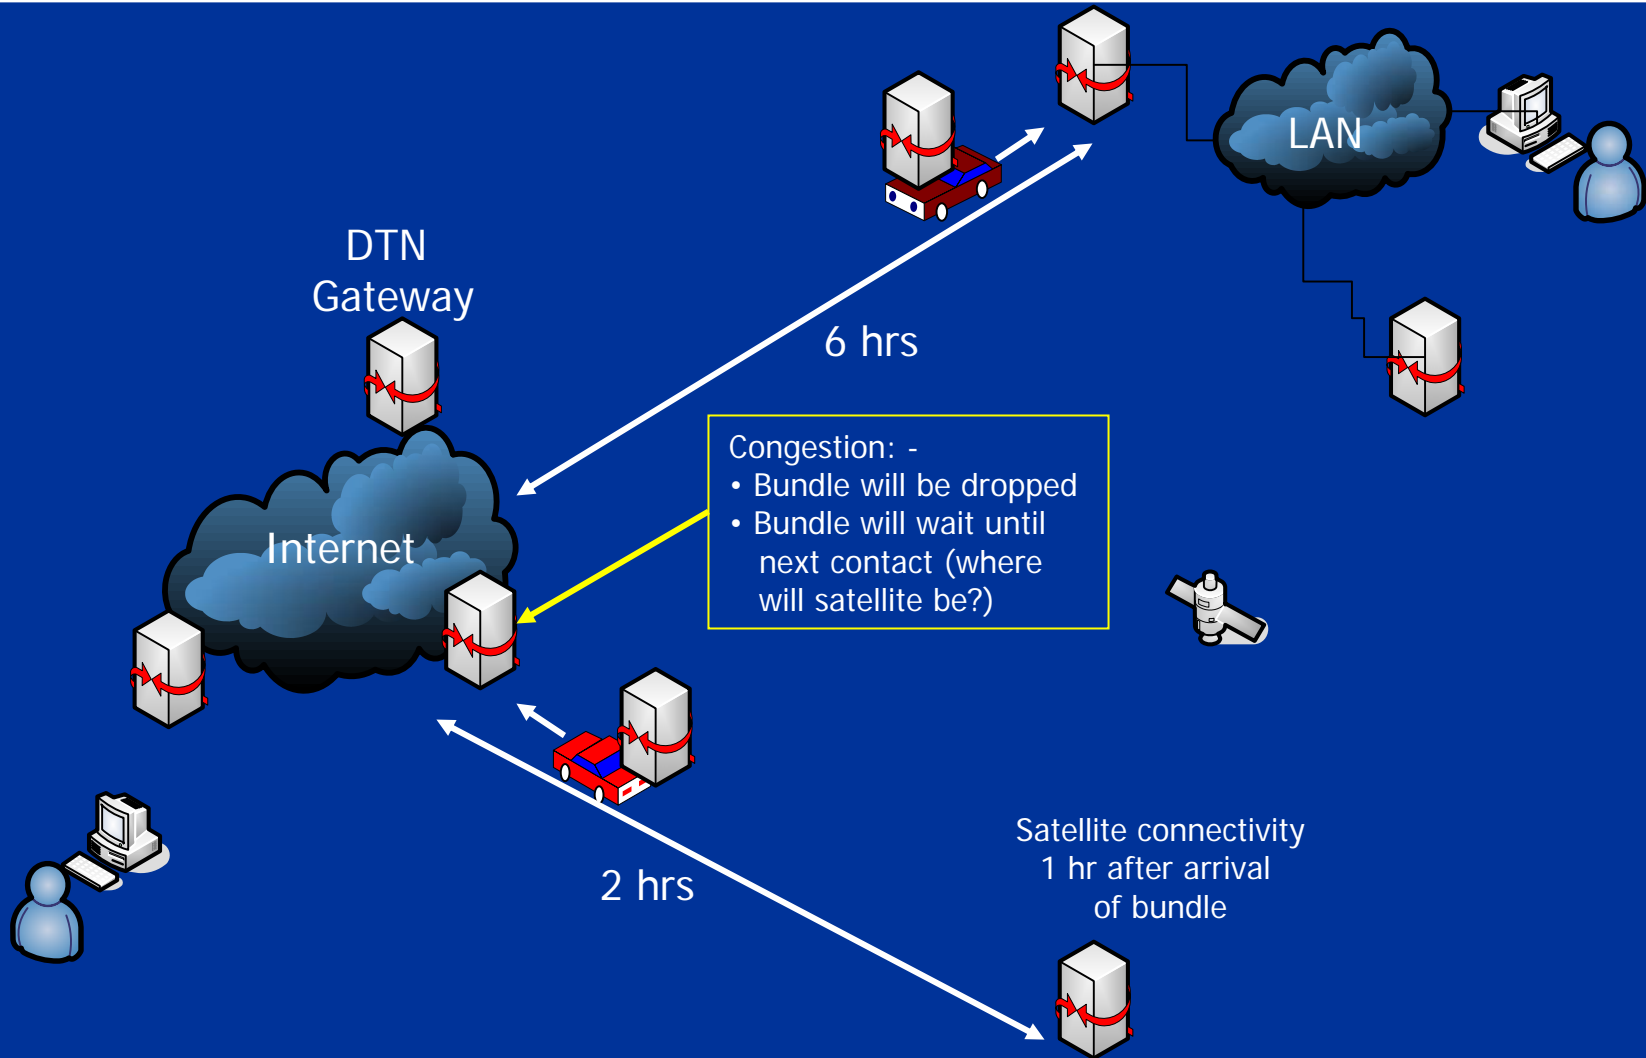 LAN
DTN
Gateway
6 hrs
Congestion: -
• Bundle will be dropped
• Bundle will wait until
next contact (where
will satellite be?)
Internet
Satellite connectivity
1 hr after arrival
of bundle
2 hrs